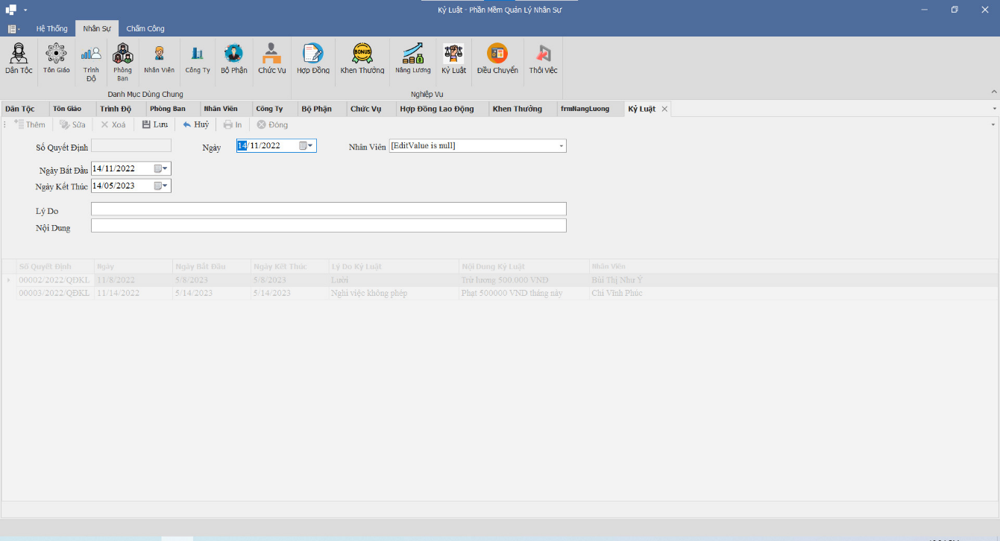 Kỷ Luật - Phần Mềm Quản Lý Nhân Sự
Hệ Thống Nhân Sự Chấm Công
Dân Tộc Tôn Giáo Trình Độ Phòng Ban Nhân Viên Công Ty Bộ Phận Chức Vụ Hợp Đồng BONUS Khen Thưởng Nâng Lương Kỷ Luật Điều Chuyển Thôi Việc
Danh Mục Dùng Chung Nghiệp Vụ
Dân Tộc Tôn Giáo Trình Độ Phòng Ban Nhân Viên Công Ty Bộ Phận Chức Vụ Hợp Đồng Lao Động Khen Thưởng frmNangLuong Kỷ Luật
Thêm Sửa Xoá Lưu Huỷ In Đóng
Số Quyết Định Ngày 14/11/2022 Nhân Viên [EditValue is null]
Ngày Bắt Đầu 14/11/2022
Ngày Kết Thúc 14/05/2023
Lý Do
Nội Dung
Số Quyết Định Ngày Ngày Bắt Đầu Ngày Kết Thúc Lý Do Kỷ Luật Nội Dung Kỷ Luật Nhân Viên
00002/2022/QĐKL 11/8/2022 5/8/2023 5/8/2023 Lười Trừ lương 500.000 VNĐ Bùi Thị Như Ý
00003/2022/QĐKL 11/14/2022 5/14/2023 5/14/2023 Nghỉ việc không phép Phạt 500000 VND tháng này Chí Vĩnh Phúc